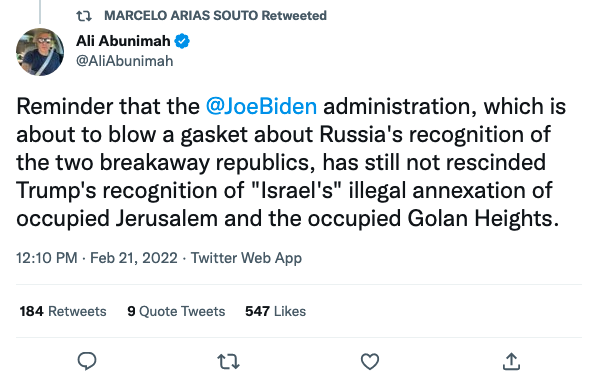 MARCELO ARIAS SOUTO Retweeted
Ali Abunimah
@AliAbunimah
Reminder that the @JoeBiden administration, which is
about to blow a gasket about Russia's recognition of
the two breakaway republics, has still not rescinded
Trump's recognition of "Israel's" illegal annexation of
occupied Jerusalem and the occupied Golan Heights.
12:10 PM · Feb 21, 2022 · Twitter Web App
184 Retweets 9 Quote Tweets 547 Likes